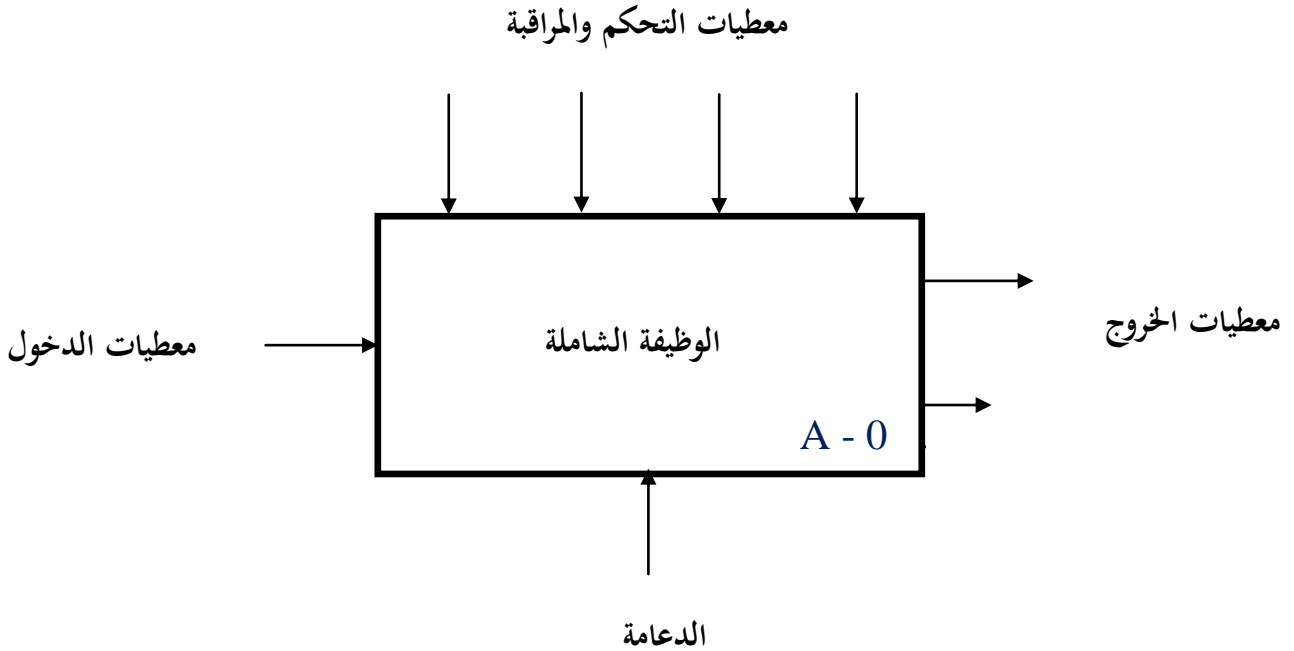 معطيات التحكم والمراقبة
معطيات الدخول
الوظيفة الشاملة
معطيات الخروج
A - 0
الدعامة